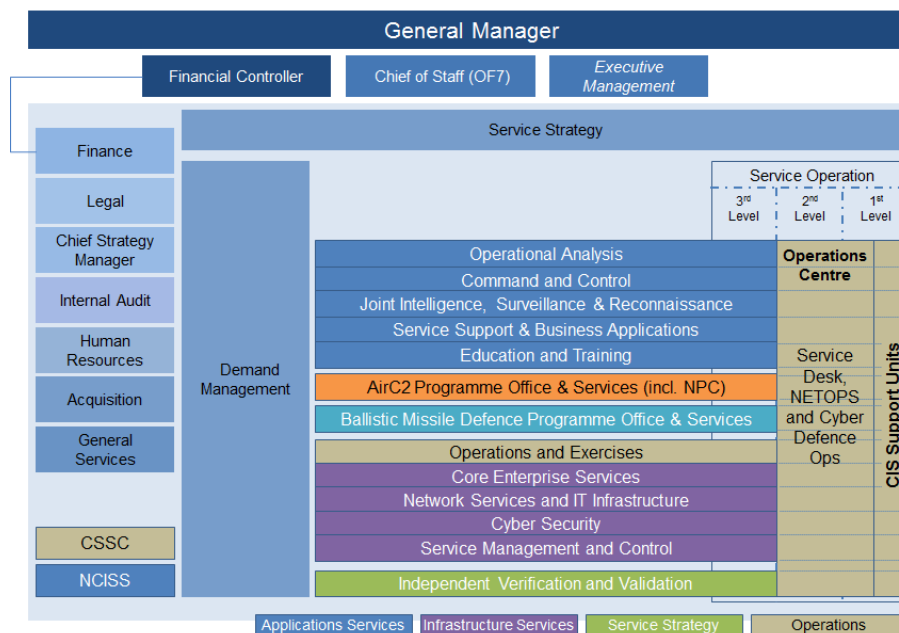 General Manager
Financial Controller
Chief of Staff (OF7)
Executive
Management
Service Strategy
Finance
Legal
Chief Strategy
Manager
Internal Audit
Human
Resources
Acquisition
General
Services
CSSC
NCISS
Demand
Management
Service Operation
3rd
Level
2nd
Level
1st
Level
Operational Analysis
Command and Control
Joint Intelligence, Surveillance & Reconnaissance
Service Support & Business Applications
Education and Training
AirC2 Programme Office & Services (incl. NPC)
Ballistic Missile Defence Programme Office & Services
Operations and Exercises
Core Enterprise Services
Network Services and IT Infrastructure
Cyber Security
Service Management and Control
Independent Verification and Validation
Operations
Centre
Service
Desk,
NETOPS
and Cyber
Defence
Ops
CIS Support Units
Applications Services
Infrastructure Services
Service Strategy
Operations